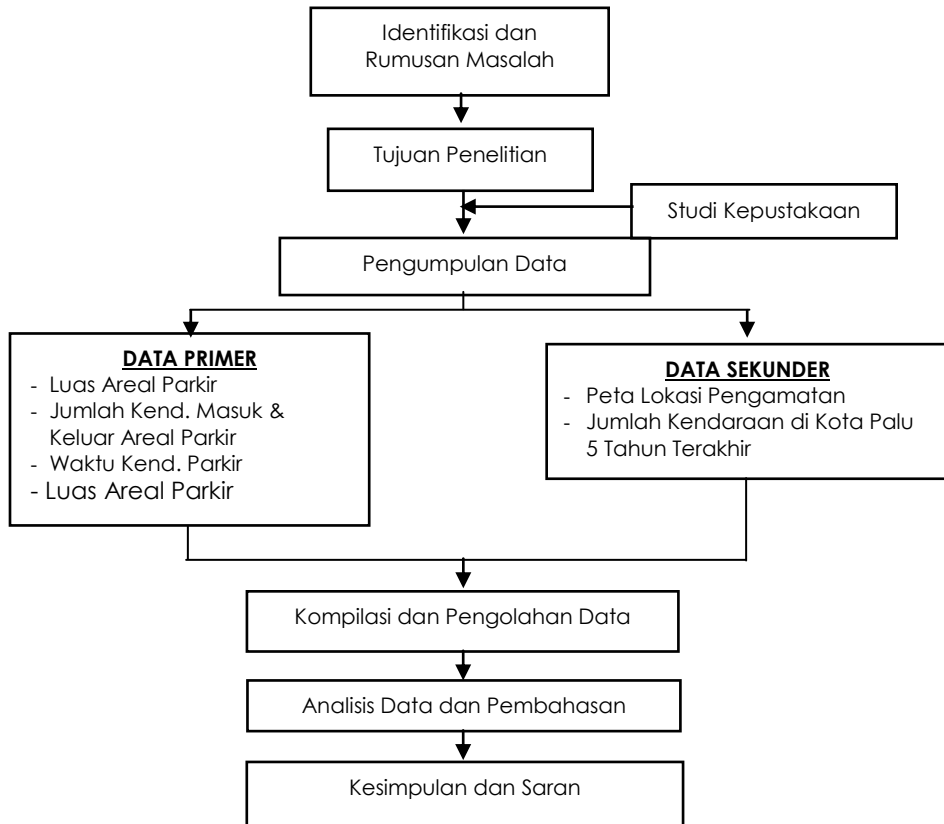 Identifikasi dan
Rumusan Masalah
Tujuan Penelitian
Studi Kepustakaan
Pengumpulan Data
DATA PRIMER
- Luas Areal Parkir
- Jumlah Kend. Masuk &
Keluar Areal Parkir
- Waktu Kend. Parkir
- Luas Areal Parkir
DATA SEKUNDER
- Peta Lokasi Pengamatan
- Jumlah Kendaraan di Kota Palu
5 Tahun Terakhir
Kompilasi dan Pengolahan Data
Analisis Data dan Pembahasan
Kesimpulan dan Saran